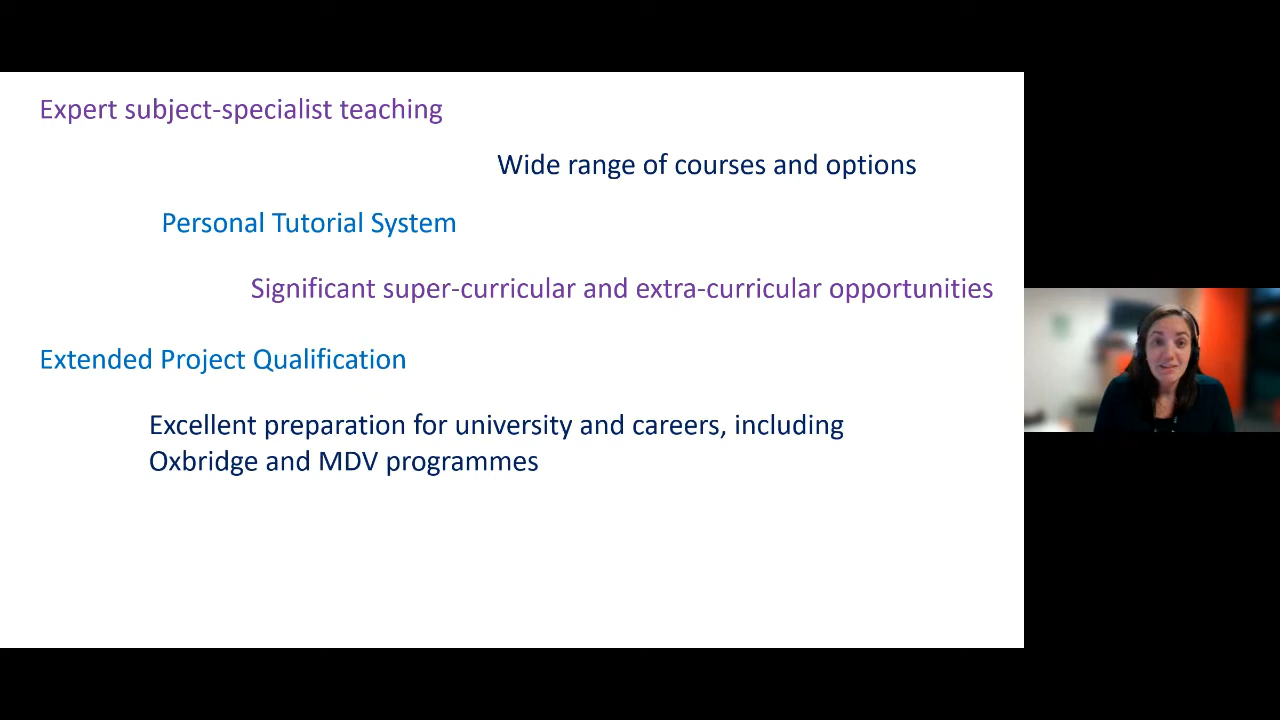 Expert subject-specialist teaching
Wide range of courses and options
Personal Tutorial System
Significant super-curricular and extra-curricular opportunities
Extended Project Qualification
Excellent preparation for university and careers, including
Oxbridge and MDV programmes